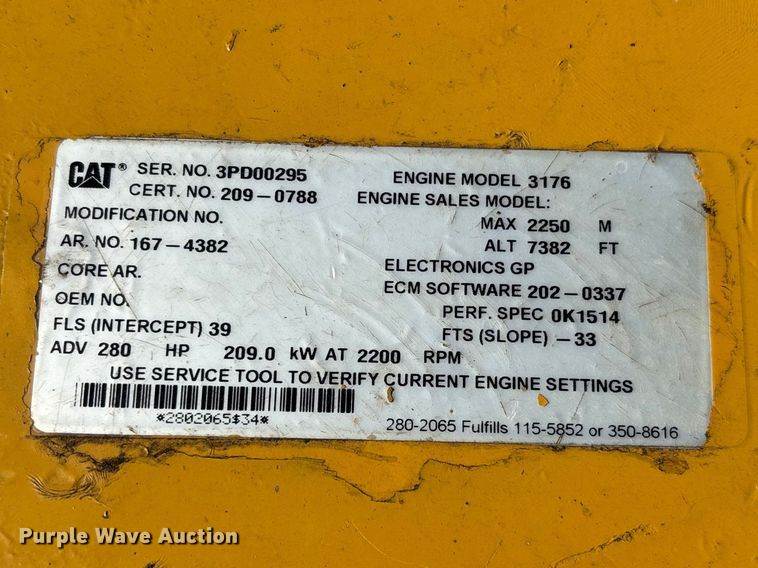 CAT® SER. NO. 3PD00295 ENGINE MODEL 3176
CERT. NO. 209-0788 ENGINE SALES MODEL:
MODIFICATION NO. MAX 2250 M
AR. NO. 167-4382 ALT 7382 FT
CORE AR. ELECTRONICS GP
OEM NO. ECM SOFTWARE 202-0337
PERF. SPEC 0K1514
FLS (INTERCEPT) 39 FTS (SLOPE) -33
ADV 280 HP 209.0 kW AT 2200 RPM
USE SERVICE TOOL TO VERIFY CURRENT ENGINE SETTINGS
*2802065$34*
280-2065 Fulfills 115-5852 or 350-8616
Purple Wave Auction